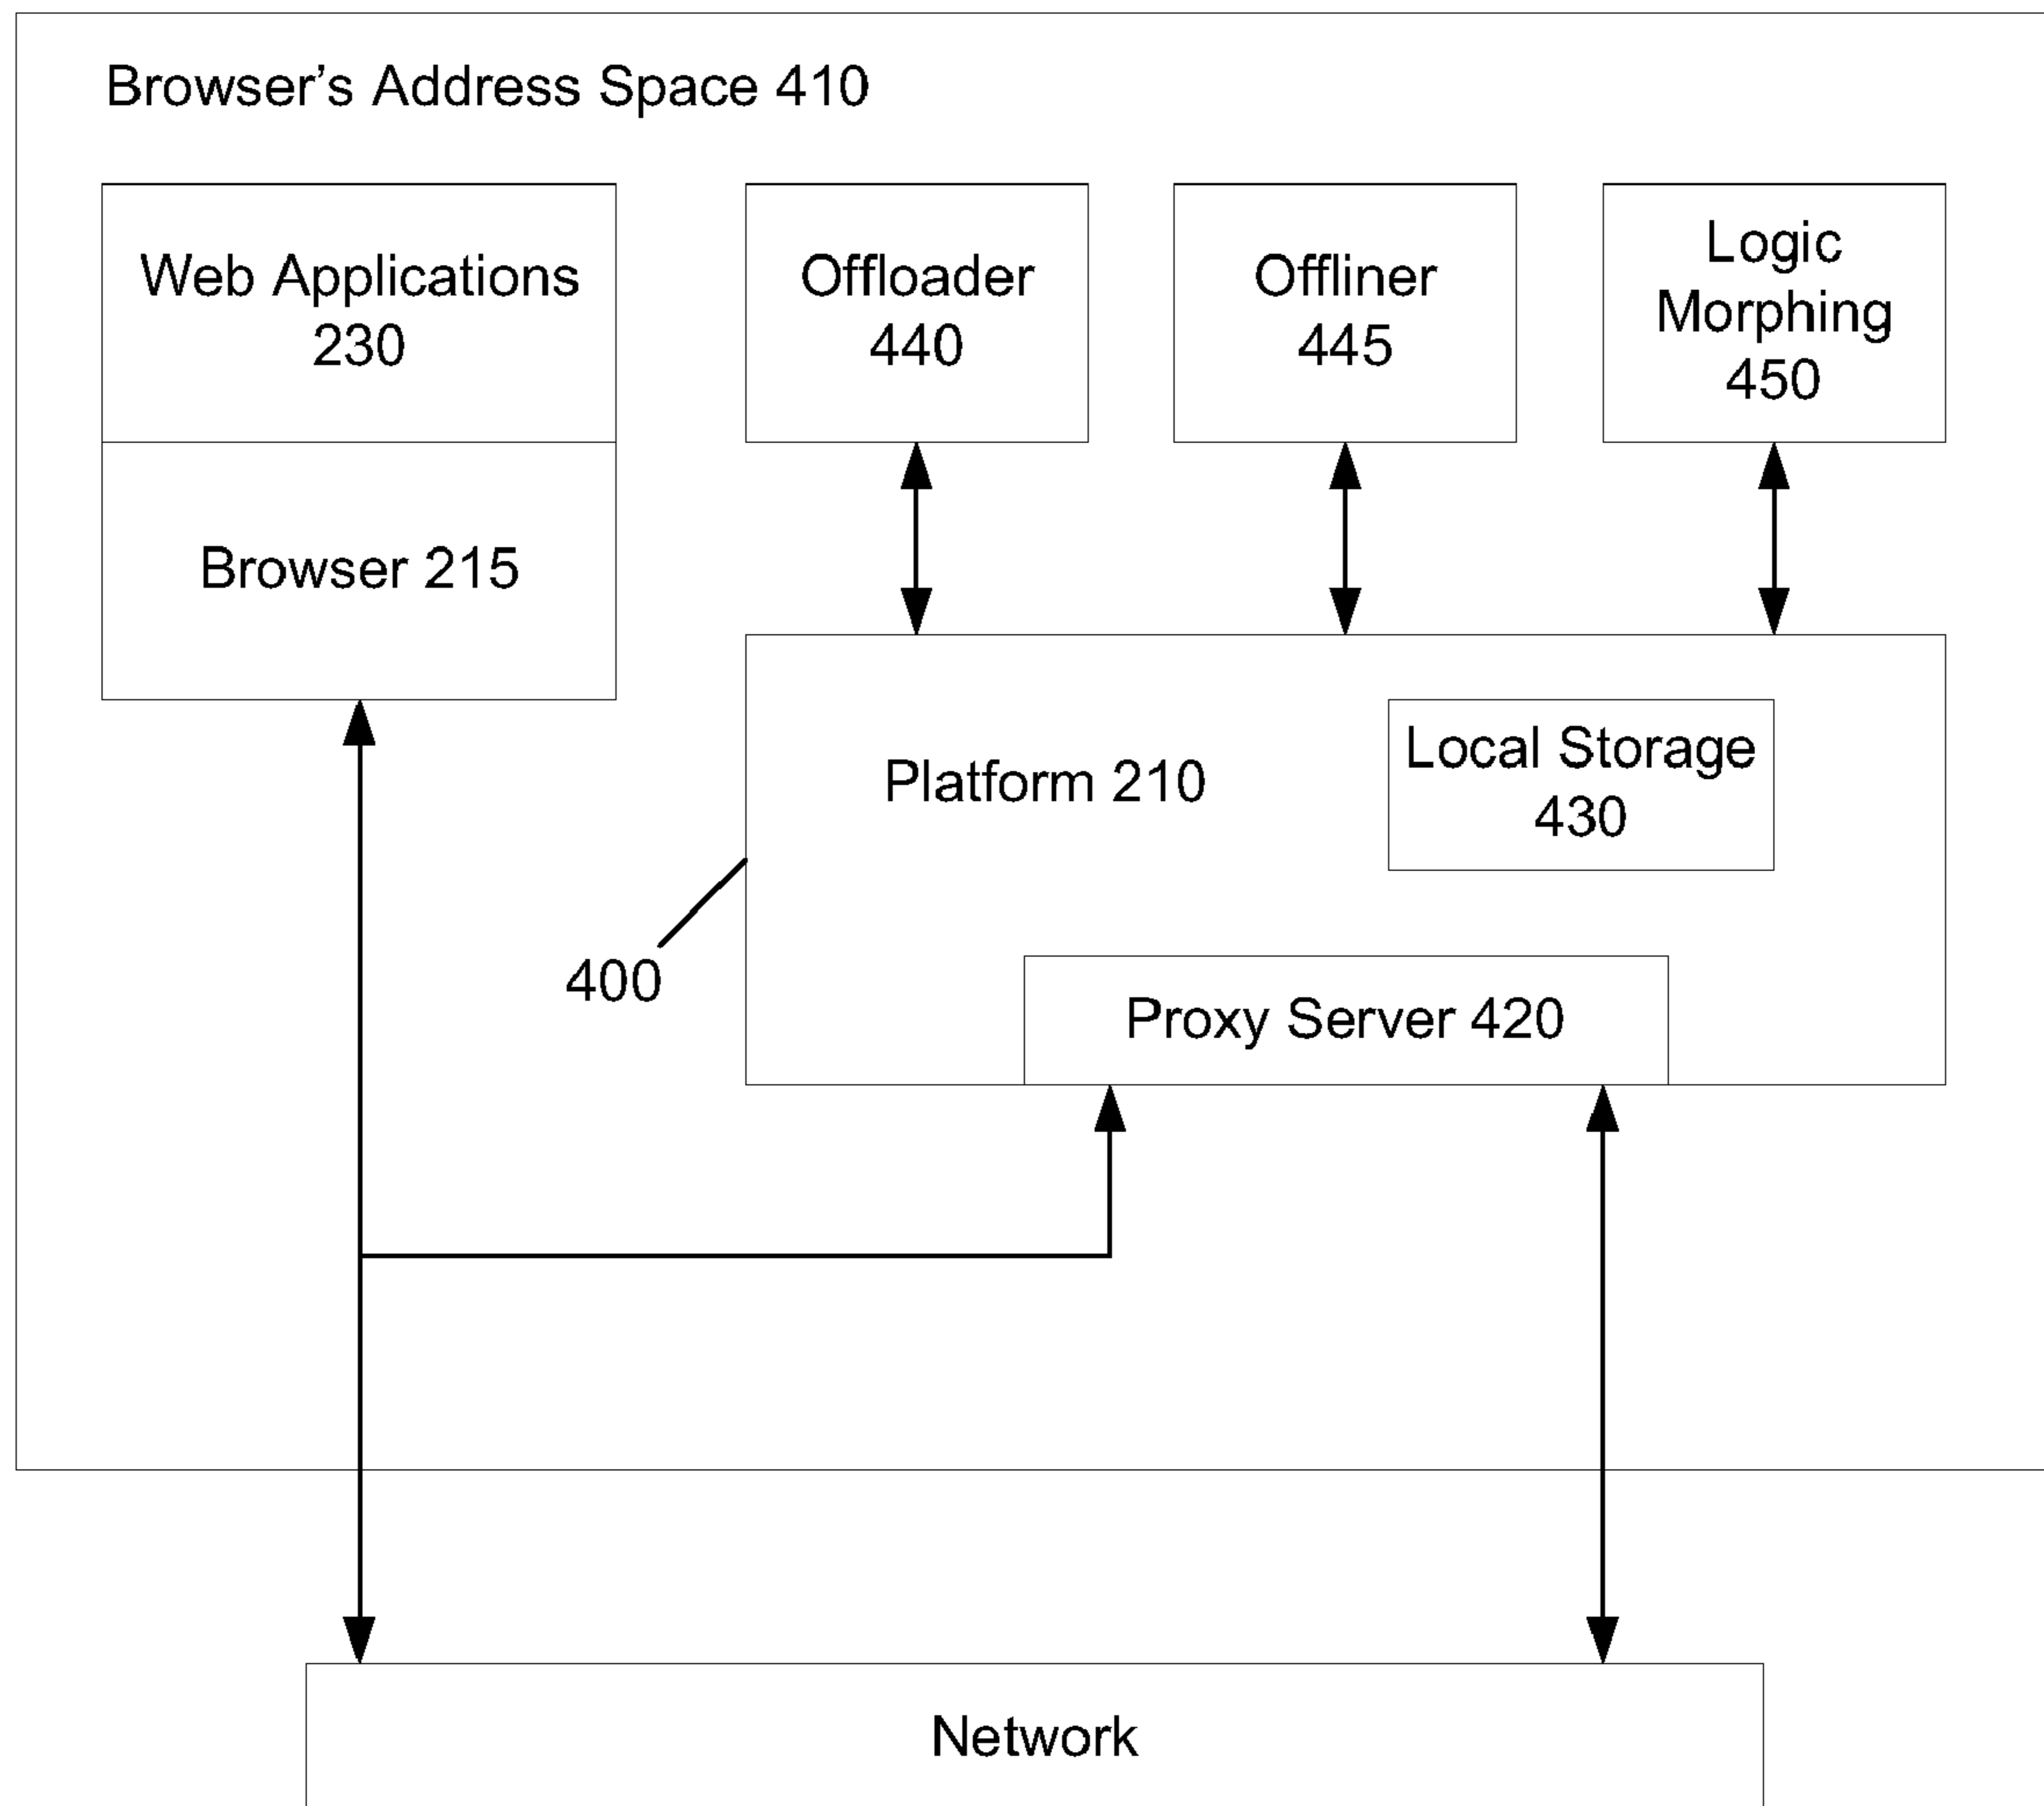 Browser’s Address Space 410
Web Applications
230
Offloader
440
Offliner
445
Logic
Morphing
450
Browser 215
Platform 210
Local Storage
430
400
Proxy Server 420
Network